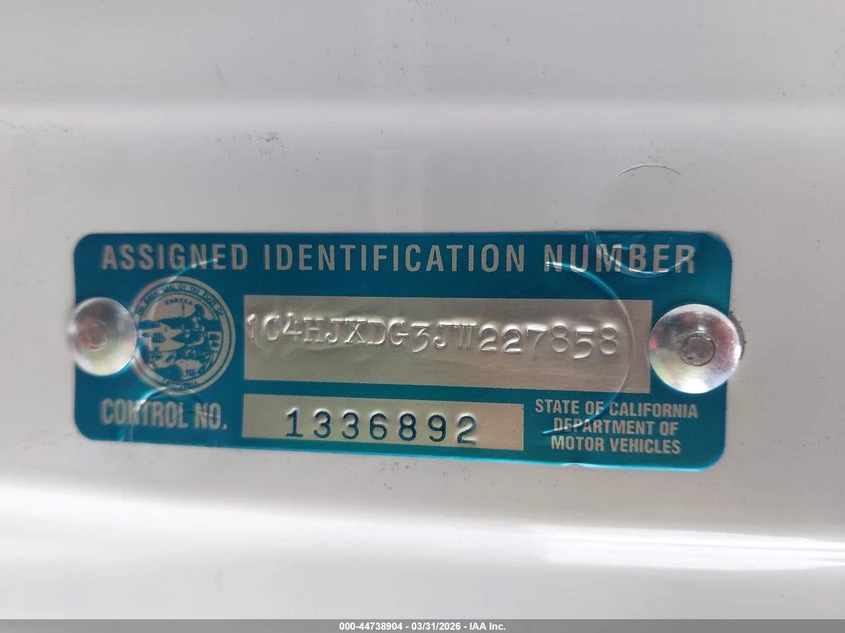 ASSIGNED IDENTIFICATION NUMBER
EUREKA
1C4HJXDG3JW227858
CONTROL NO.
1336892
STATE OF CALIFORNIA
DEPARTMENT OF
MOTOR VEHICLES
000-44738904 - 03/31/2026 - IAA Inc.